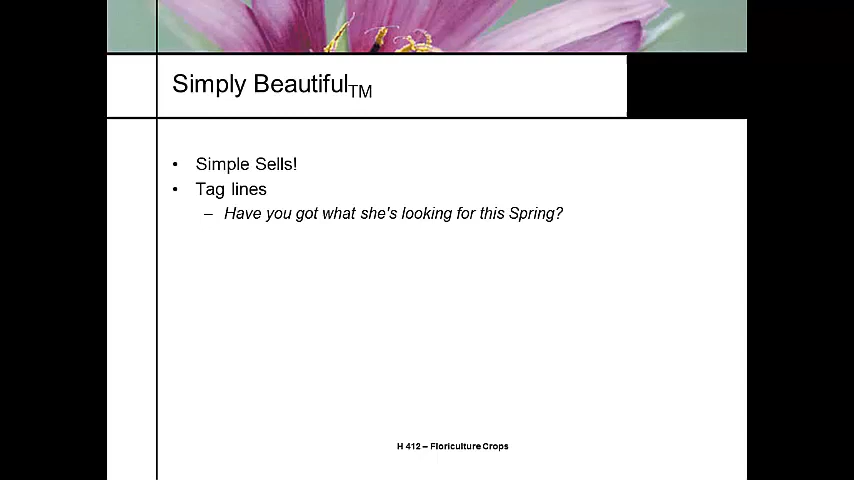 Simply Beautiful™
• Simple Sells!
• Tag lines
– Have you got what she's looking for this Spring?
H 412 – Floriculture Crops